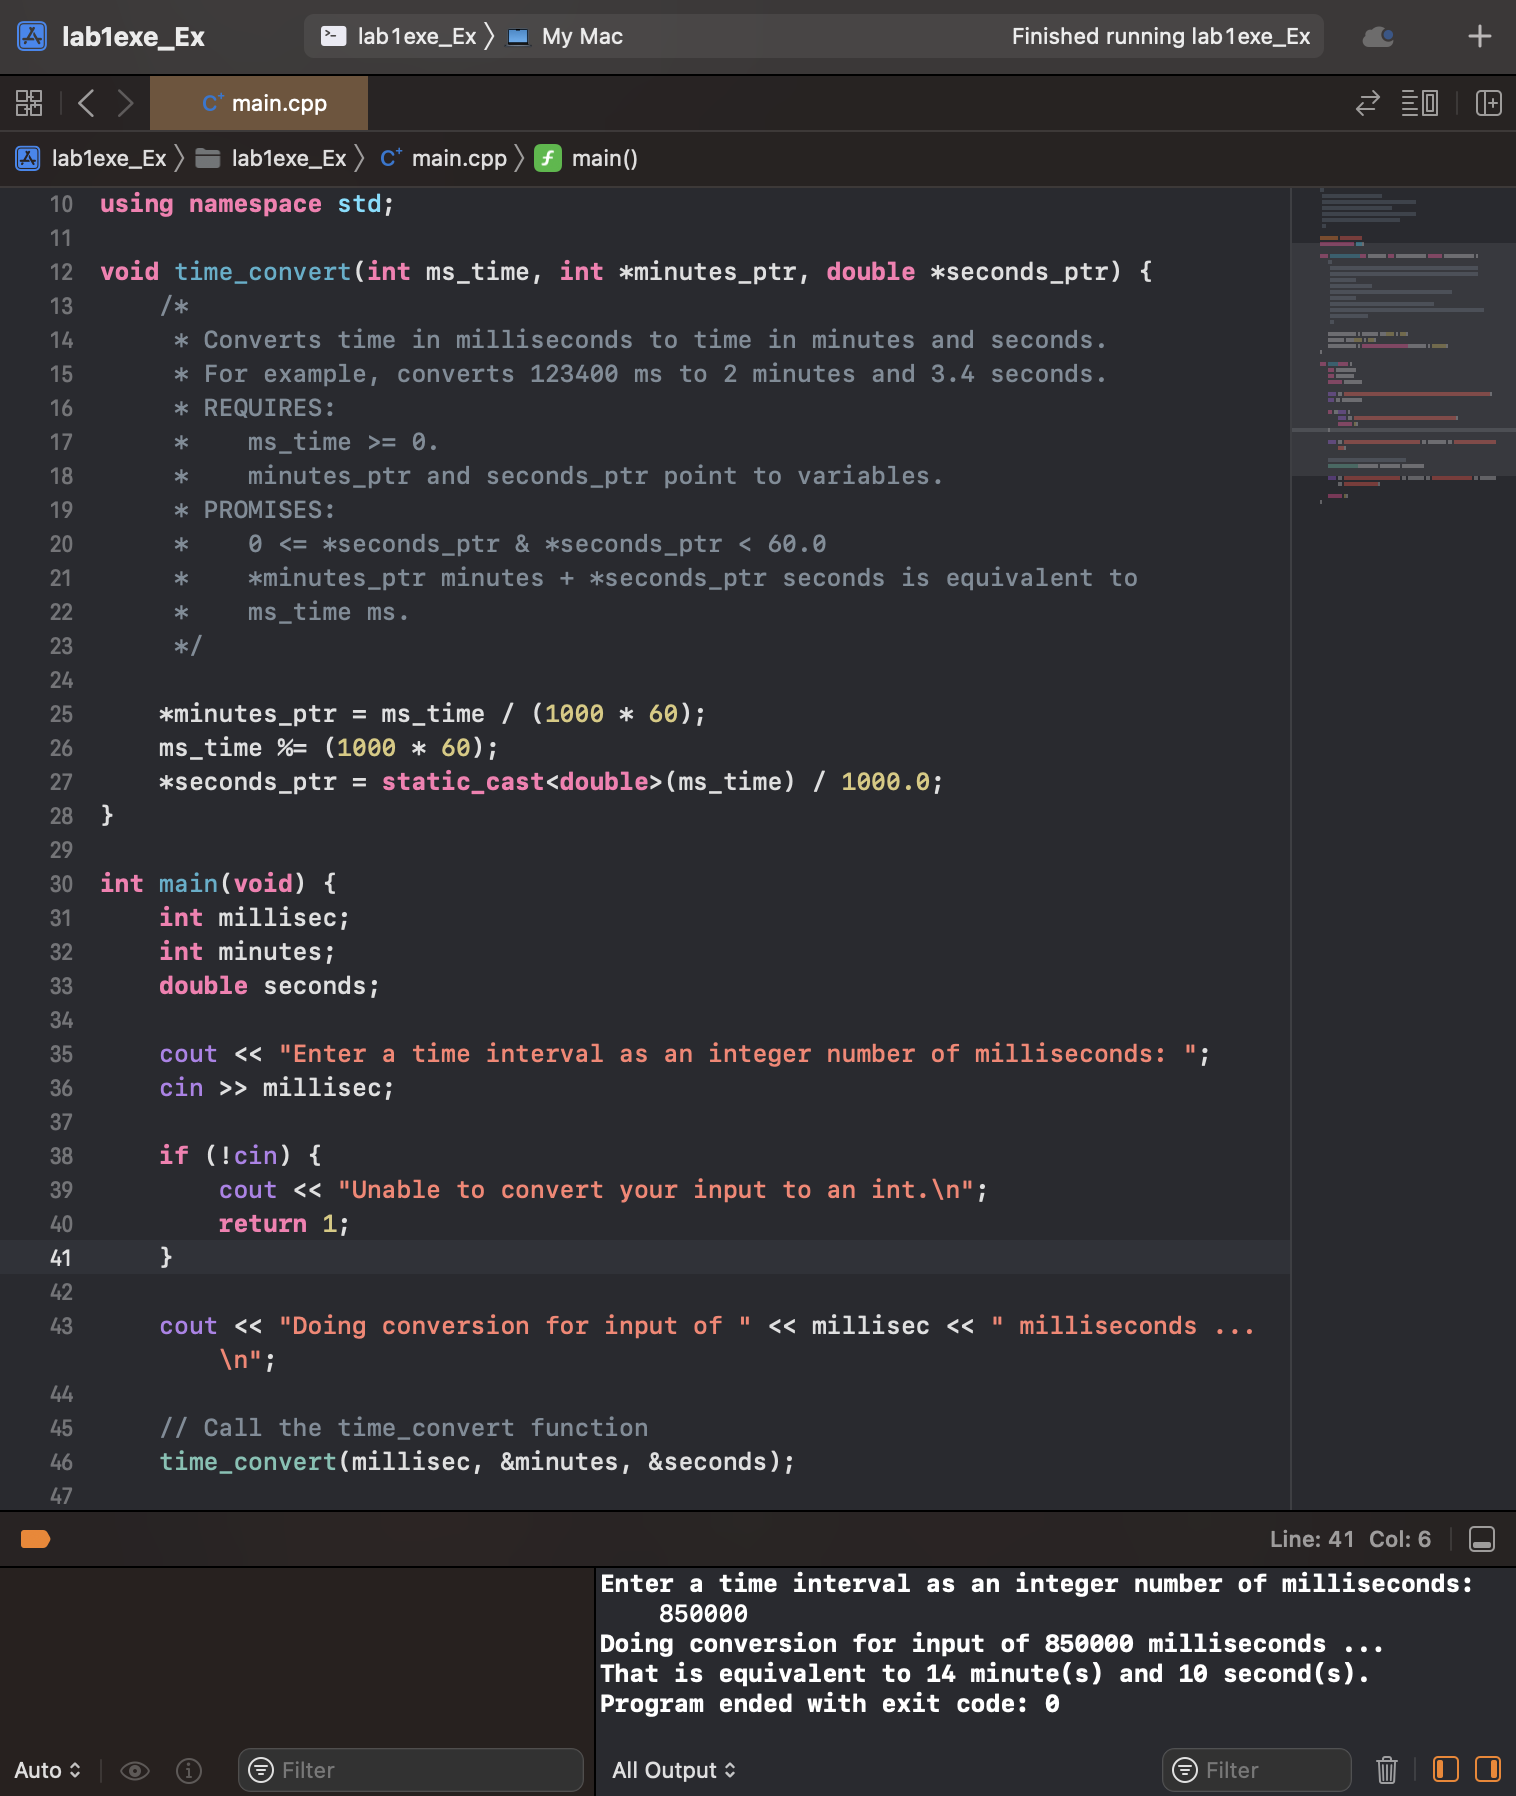 lab1exe_Ex
lab1exe_Ex 〉 My Mac
Finished running lab1exe_Ex
main.cpp
lab1exe_Ex 〉 lab1exe_Ex 〉 main.cpp 〉 main()
10 using namespace std;
11
12 void time_convert(int ms_time, int *minutes_ptr, double *seconds_ptr) {
13     /*
14      * Converts time in milliseconds to time in minutes and seconds.
15      * For example, converts 123400 ms to 2 minutes and 3.4 seconds.
16      * REQUIRES:
17      *    ms_time >= 0.
18      *    minutes_ptr and seconds_ptr point to variables.
19      * PROMISES:
20      *    0 <= *seconds_ptr & *seconds_ptr < 60.0
21      *    *minutes_ptr minutes + *seconds_ptr seconds is equivalent to
22      *    ms_time ms.
23      */
24
25     *minutes_ptr = ms_time / (1000 * 60);
26     ms_time %= (1000 * 60);
27     *seconds_ptr = static_cast<double>(ms_time) / 1000.0;
28 }
29
30 int main(void) {
31     int millisec;
32     int minutes;
33     double seconds;
34
35     cout << "Enter a time interval as an integer number of milliseconds: ";
36     cin >> millisec;
37
38     if (!cin) {
39         cout << "Unable to convert your input to an int.\n";
40         return 1;
41     }
42
43     cout << "Doing conversion for input of " << millisec << " milliseconds ...
\n";
44
45     // Call the time_convert function
46     time_convert(millisec, &minutes, &seconds);
47
Line: 41 Col: 6
Enter a time interval as an integer number of milliseconds:
850000
Doing conversion for input of 850000 milliseconds ...
That is equivalent to 14 minute(s) and 10 second(s).
Program ended with exit code: 0
Auto
Filter
All Output
Filter